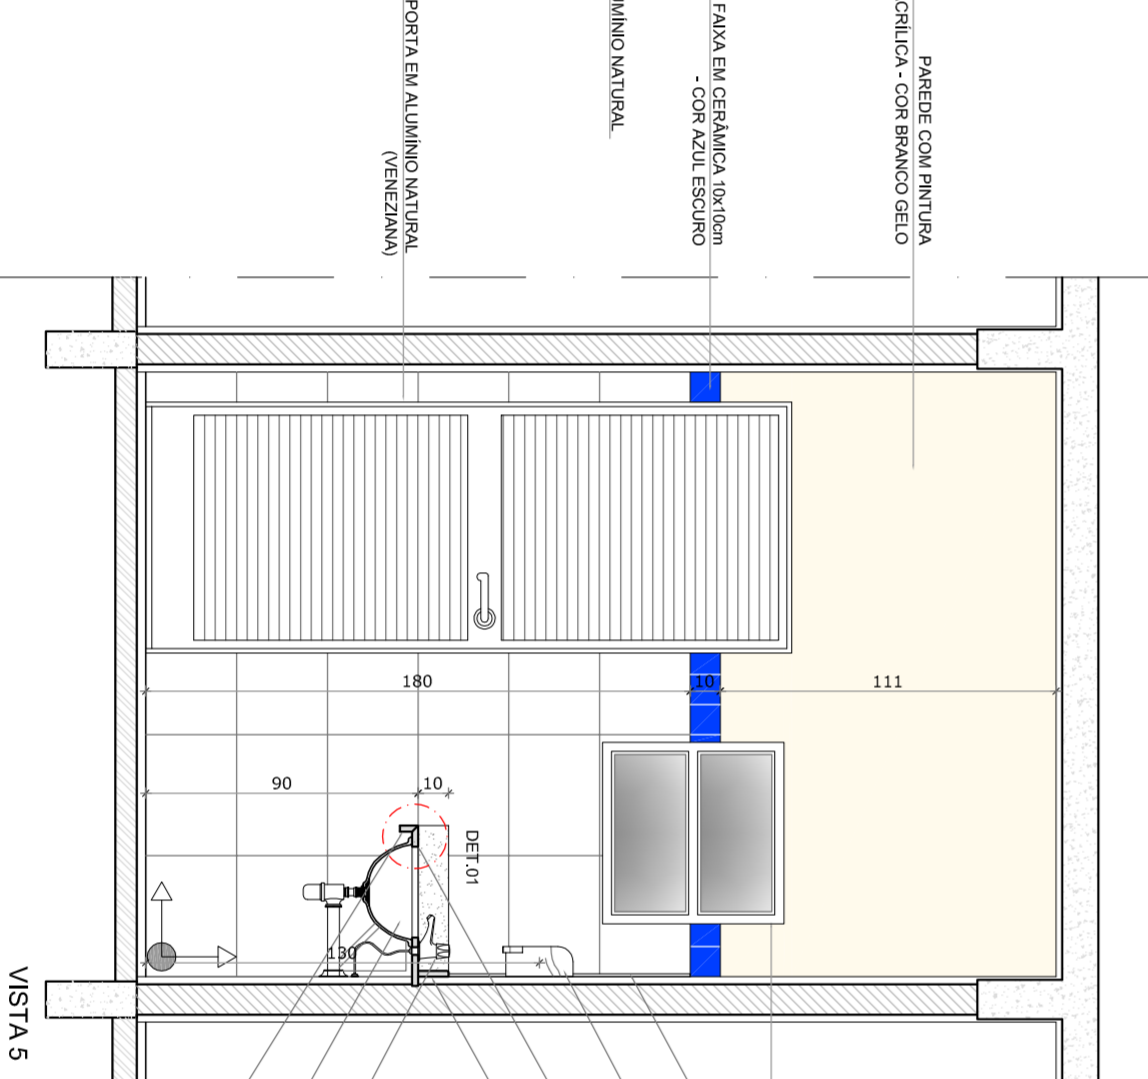 PAREDE COM PINTURA
CRÍLICA - COR BRANCO GELO
FAIXA EM CERÂMICA 10x10cm
- COR AZUL ESCURO
MÍNIO NATURAL
PORTA EM ALUMÍNIO NATURAL
(VENEZIANA)
180
10
111
90
10
DET.01
130
VISTA 5